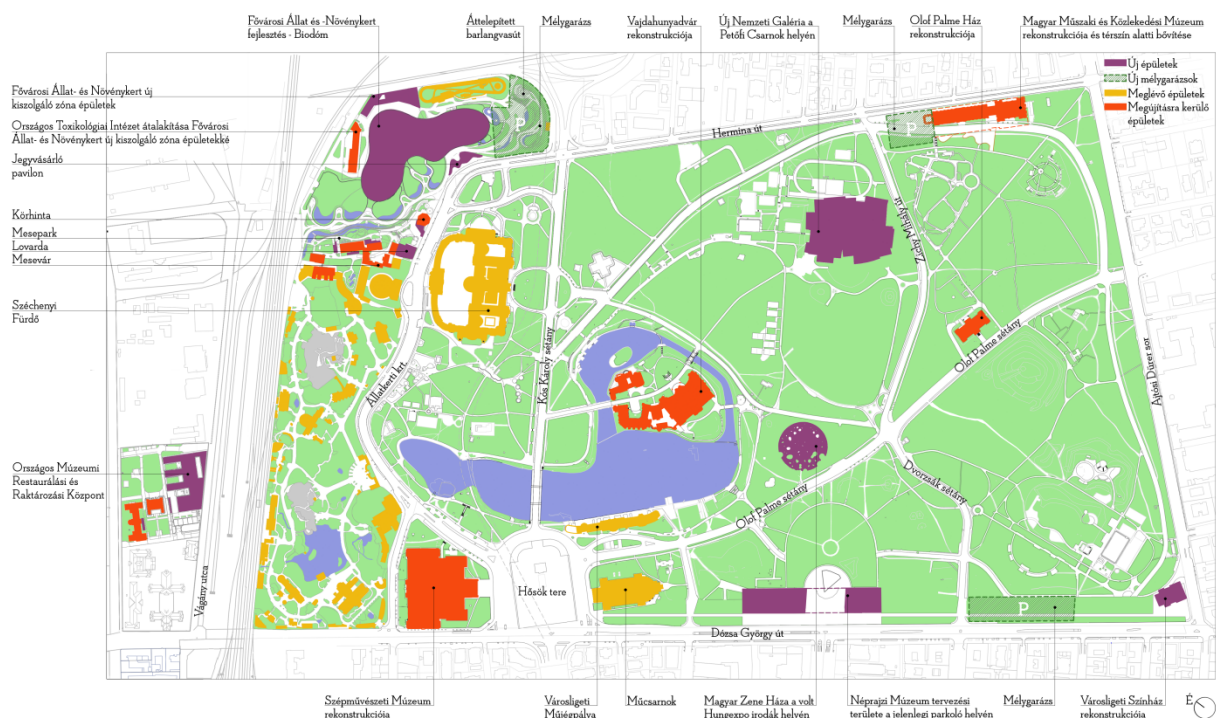 Fővárosi Állat és -Növénykert
fejlesztés - Biodóm
Áttelepített
barlangvasút
Mélygarázs
Vajdahunyadvár
rekonstrukciója
Új Nemzeti Galéria a
Petőfi Csarnok helyén
Mélygarázs
Olof Palme Ház
rekonstrukciója
Magyar Műszaki és Közlekedési Múzeum
rekonstrukciója és térszín alatti bővítése
Új épületek
Új mélygarázsok
Meglévő épületek
Megújításra kerülő
épületek
Fővárosi Állat- és Növénykert új
kiszolgáló zóna épületek
Országos Toxikológiai Intézet átalakítása Fővárosi
Állat- és Növénykert új kiszolgáló zóna épületekké
Jegyvásárló
pavilon
Körhinta
Mesepark
Lovarda
Mesevár
Széchenyi
Fürdő
Országos Múzeumi
Restaurálási és
Raktározási Központ
P
P
Hermina út
Zichy Mihály út
Olof Palme sétány
Ajtósi Dürer sor
Állatkerti krt.
Kós Károly sétány
Olof Palme sétány
Dvorzsák sétány
Vágány utca
Hősök tere
P
Dózsa György út
Szépművészeti Múzeum
rekonstrukciója
Városligeti
Műjégpálya
Műcsarnok
Magyar Zene Háza a volt
Hungexpo irodák helyén
Néprajzi Múzeum tervezési
területe a jelenlegi parkoló helyén
Mélygarázs
Városligeti Színház
rekonstrukciója
É